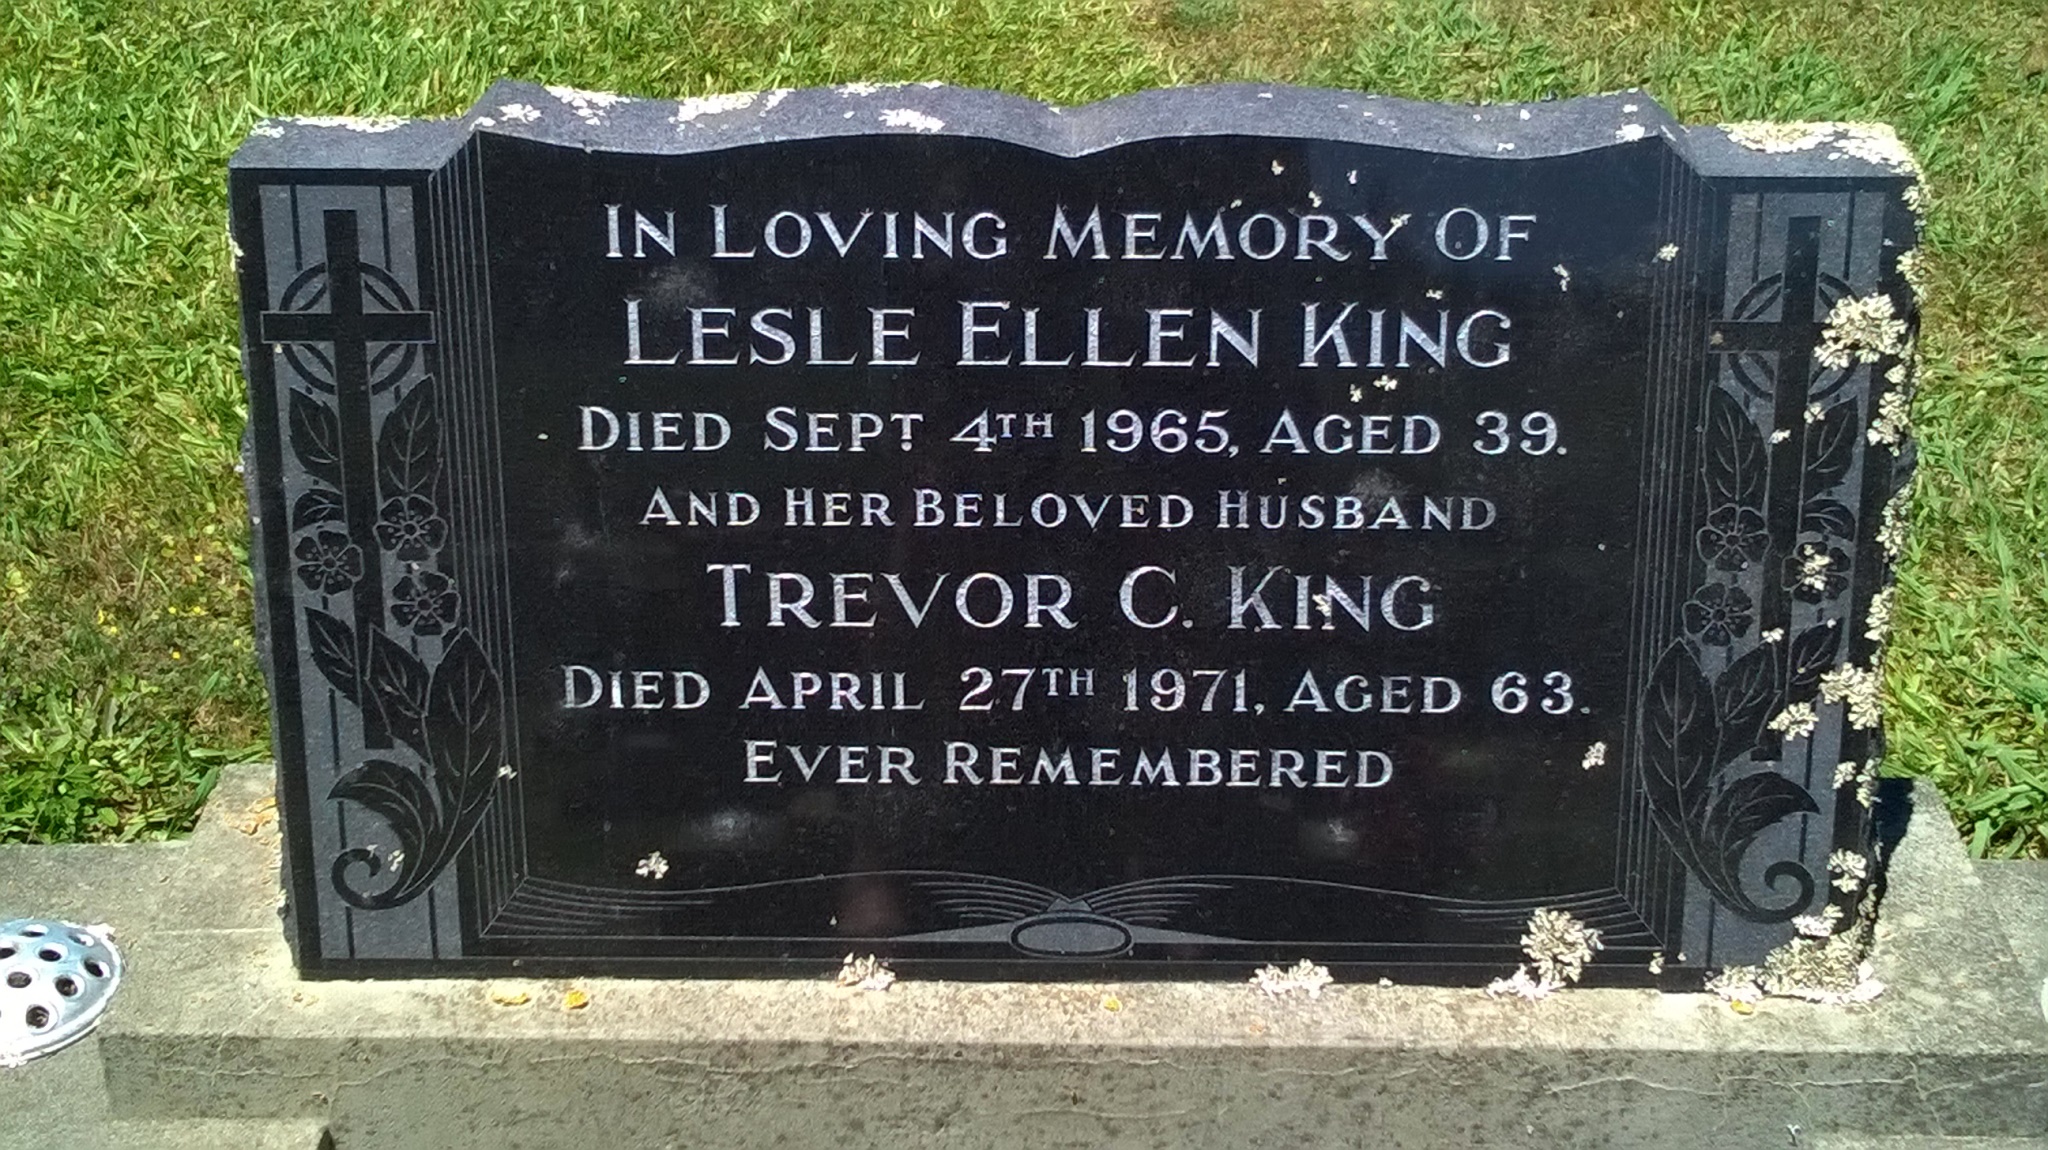 In Loving Memory Of
Lesle Ellen King
Died Sept 4th 1965, Aged 39.
and her Beloved Husband
Trevor C. King
Died April 27th 1971, Aged 63.
Ever Remembered